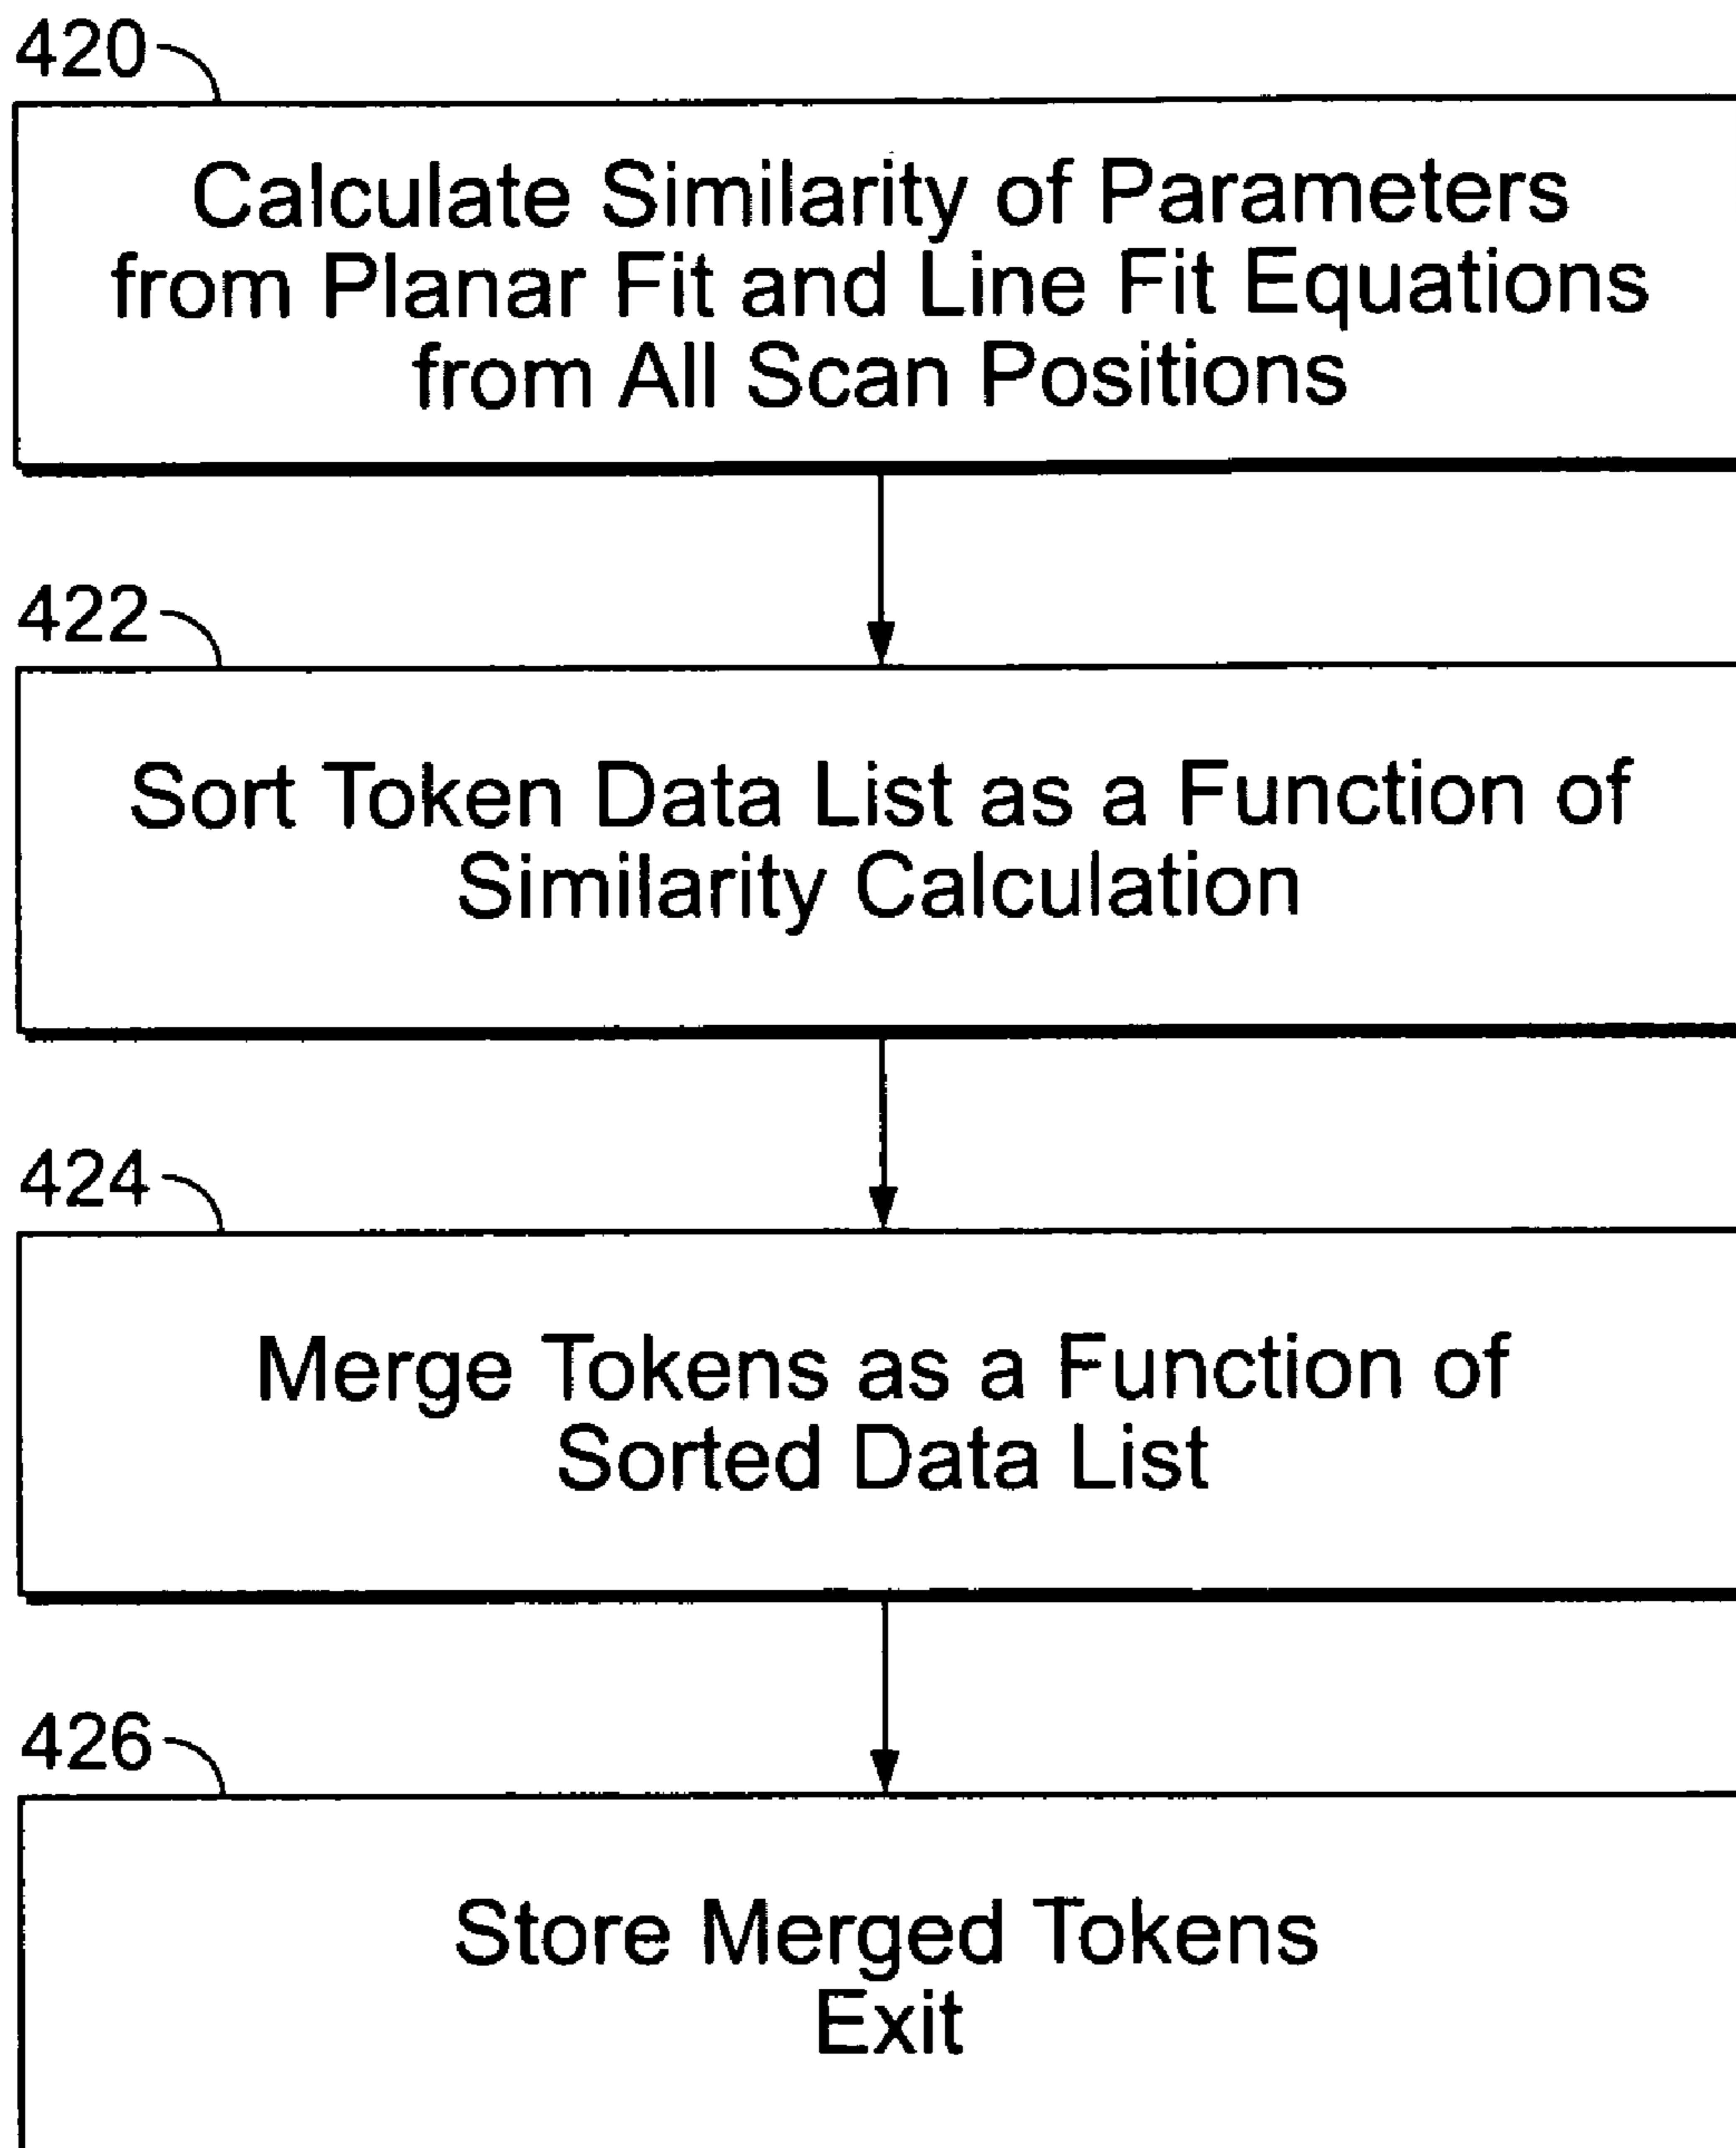 420
Calculate Similarity of Parameters
from Planar Fit and Line Fit Equations
from All Scan Positions
422
Sort Token Data List as a Function of
Similarity Calculation
424
Merge Tokens as a Function of
Sorted Data List
426
Store Merged Tokens
Exit